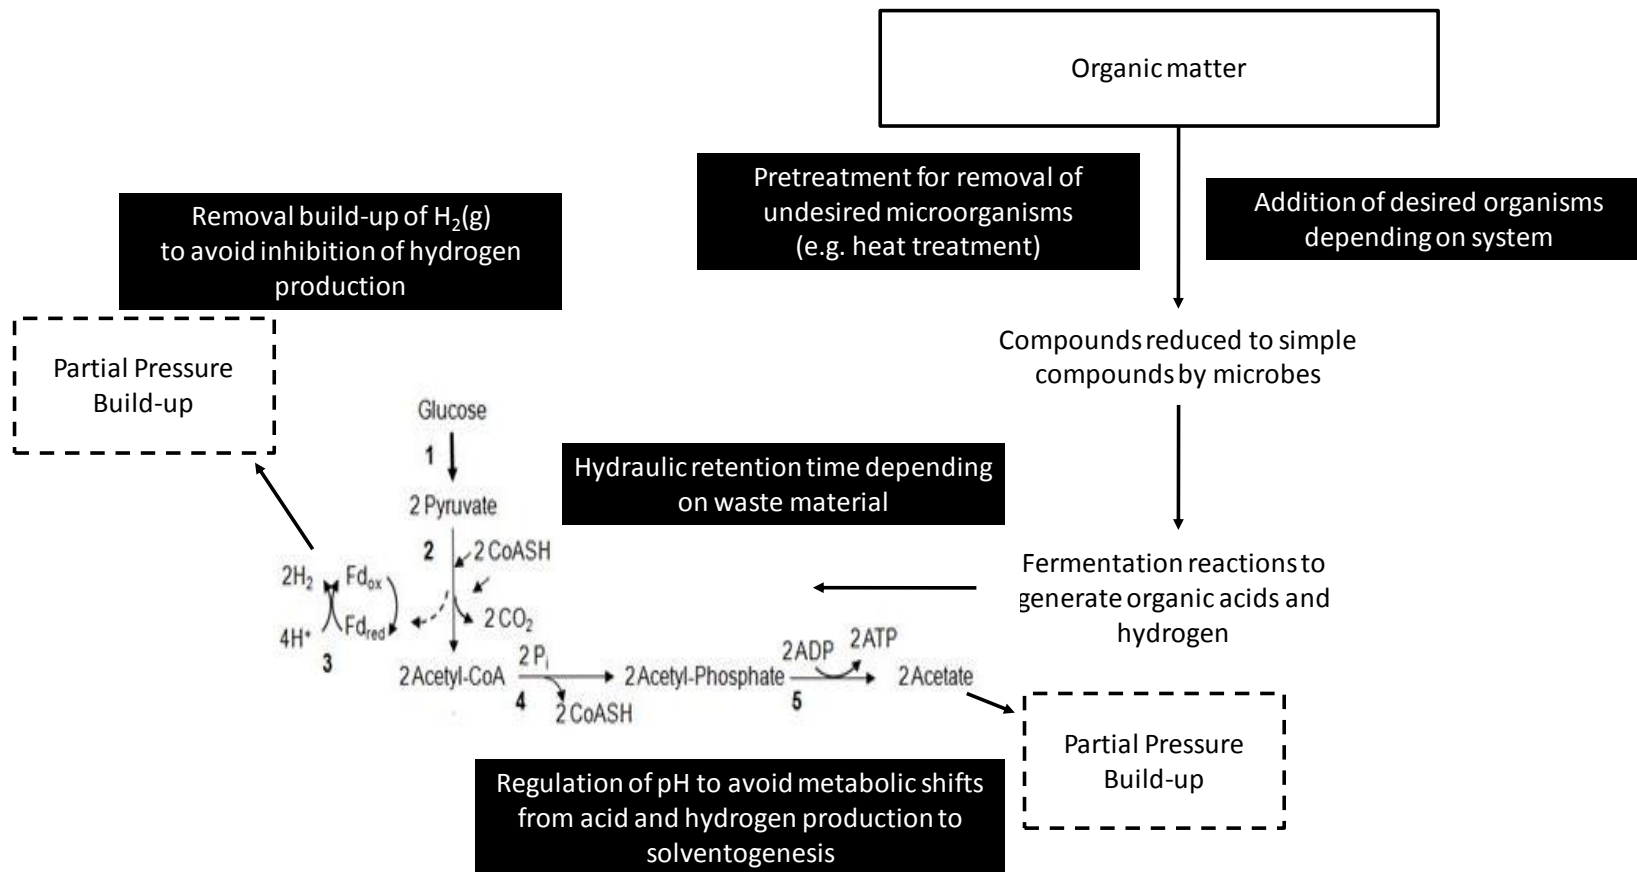 Organic matter
Pretreatment for removal of
undesired microorganisms
(e.g. heat treatment)
Addition of desired organisms
depending on system
Removal build-up of H₂(g)
to avoid inhibition of hydrogen
production
Partial Pressure
Build-up
Compounds reduced to simple
compounds by microbes
Glucose
1
2 Pyruvate
Hydraulic retention time depending
on waste material
2
2 CoASH
2H₂
Fdox
4H⁺
Fdred
3
2 CO₂
Fermentation reactions to
generate organic acids and
hydrogen
2 Acetyl-CoA
2 Pi
4
2 CoASH
2 Acetyl-Phosphate
2ADP
2ATP
5
2 Acetate
Partial Pressure
Build-up
Regulation of pH to avoid metabolic shifts
from acid and hydrogen production to
solventogenesis